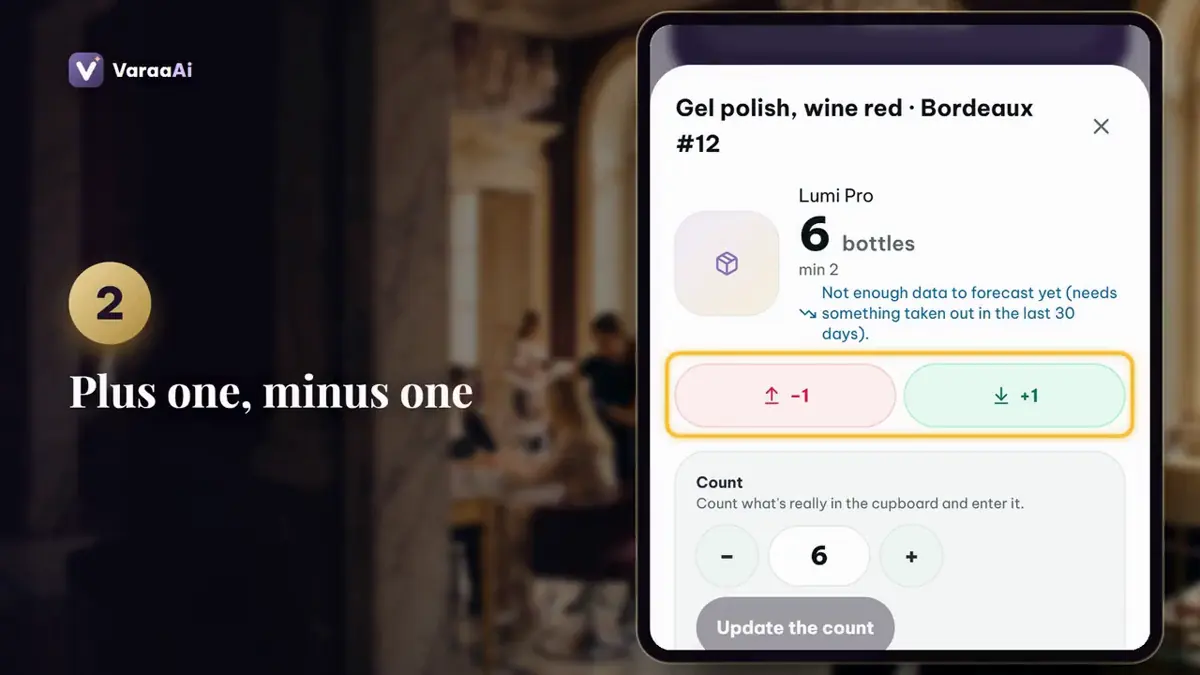 VaraaAi
2
Plus one, minus one
Gel polish, wine red · Bordeaux
#12
Lumi Pro
6 bottles
min 2
Not enough data to forecast yet (needs
something taken out in the last 30
days).
−1
+1
Count
Count what's really in the cupboard and enter it.
− 6 +
Update the count